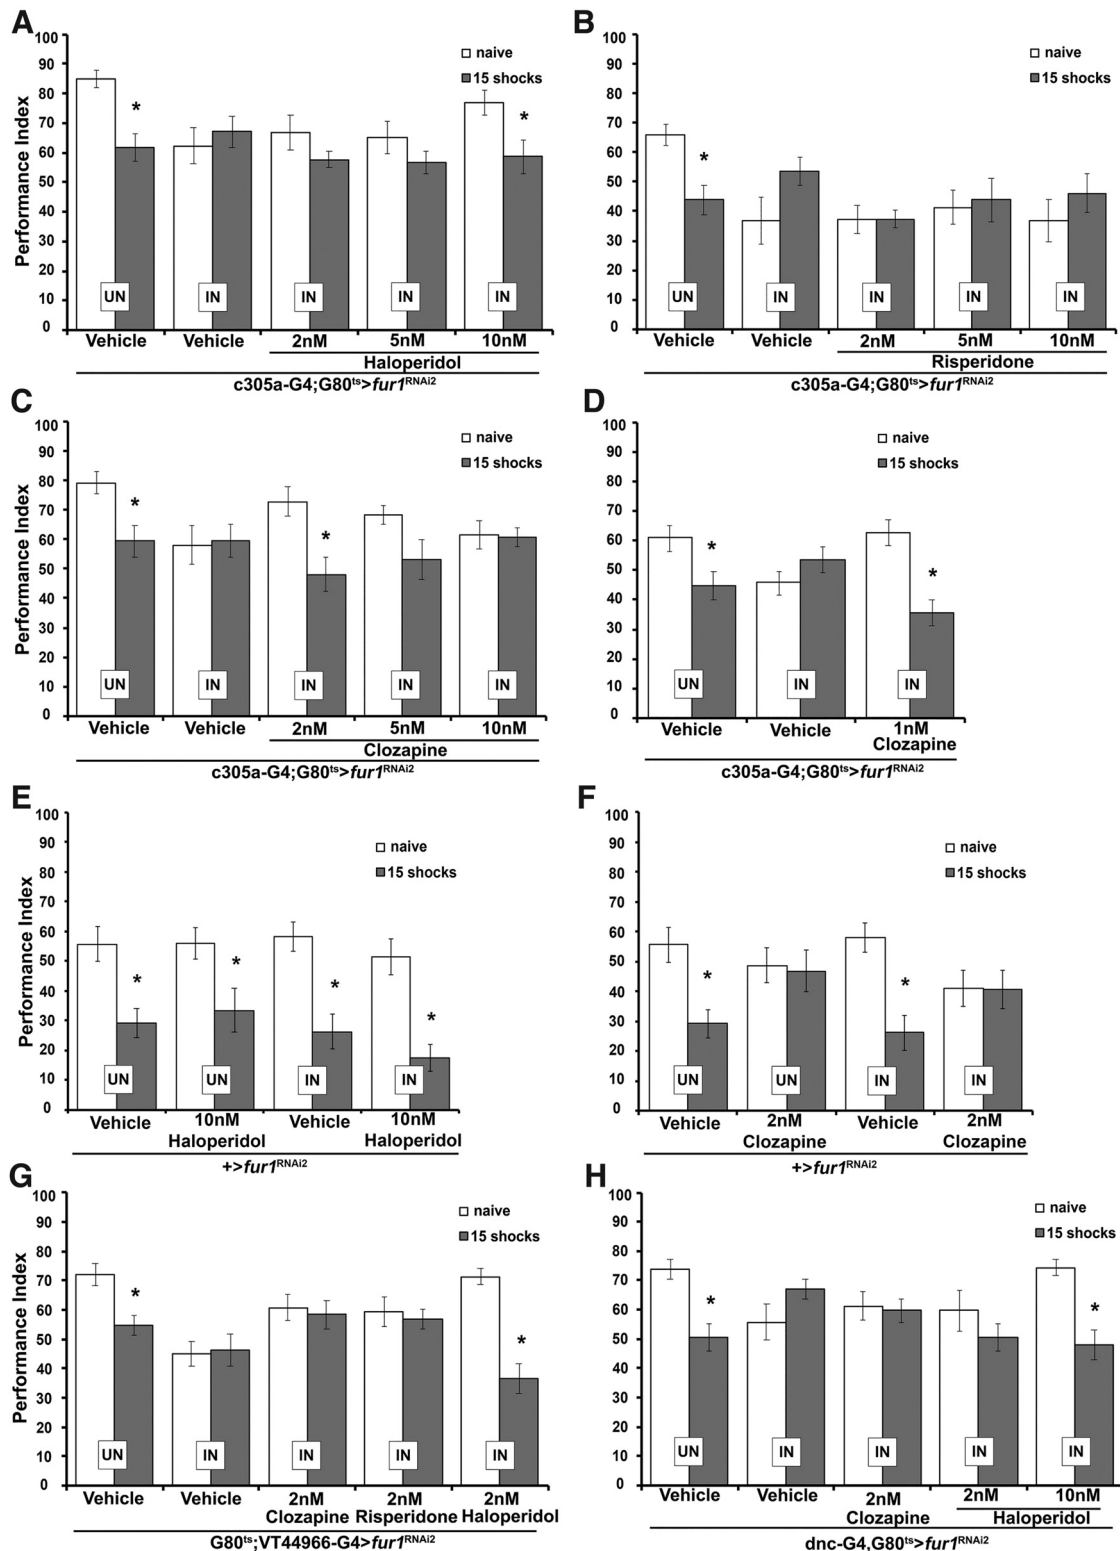 A
Performance Index
100
90
80
70
60
50
40
30
20
10
0
naive
15 shocks
*
*
UN IN IN IN IN
Vehicle Vehicle 2nM 5nM 10nM
Haloperidol
c305a-G4;G80ts>fur1RNAi2
B
100
90
80
70
60
50
40
30
20
10
0
naive
15 shocks
*
UN IN IN IN IN
Vehicle Vehicle 2nM 5nM 10nM
Risperidone
c305a-G4;G80ts>fur1RNAi2
C
Performance Index
100
90
80
70
60
50
40
30
20
10
0
naive
15 shocks
*
*
UN IN IN IN IN
Vehicle Vehicle 2nM 5nM 10nM
Clozapine
c305a-G4;G80ts>fur1RNAi2
D
100
90
80
70
60
50
40
30
20
10
0
naive
15 shocks
*
*
UN IN IN
Vehicle Vehicle 1nM
Clozapine
c305a-G4;G80ts>fur1RNAi2
E
Performance Index
100
90
80
70
60
50
40
30
20
10
0
naive
15 shocks
*
*
*
*
UN UN IN IN
Vehicle 10nM Vehicle 10nM
Haloperidol Haloperidol
+>fur1RNAi2
F
100
90
80
70
60
50
40
30
20
10
0
naive
15 shocks
*
*
UN UN IN IN
Vehicle 2nM Vehicle 2nM
Clozapine Clozapine
+>fur1RNAi2
G
Performance Index
100
90
80
70
60
50
40
30
20
10
0
naive
15 shocks
*
*
UN IN IN IN IN
Vehicle Vehicle 2nM 2nM 2nM
Clozapine Risperidone Haloperidol
G80ts;VT44966-G4>fur1RNAi2
H
100
90
80
70
60
50
40
30
20
10
0
naive
15 shocks
*
*
UN IN IN IN IN
Vehicle Vehicle 2nM 2nM 10nM
Clozapine Haloperidol
dnc-G4,G80ts>fur1RNAi2